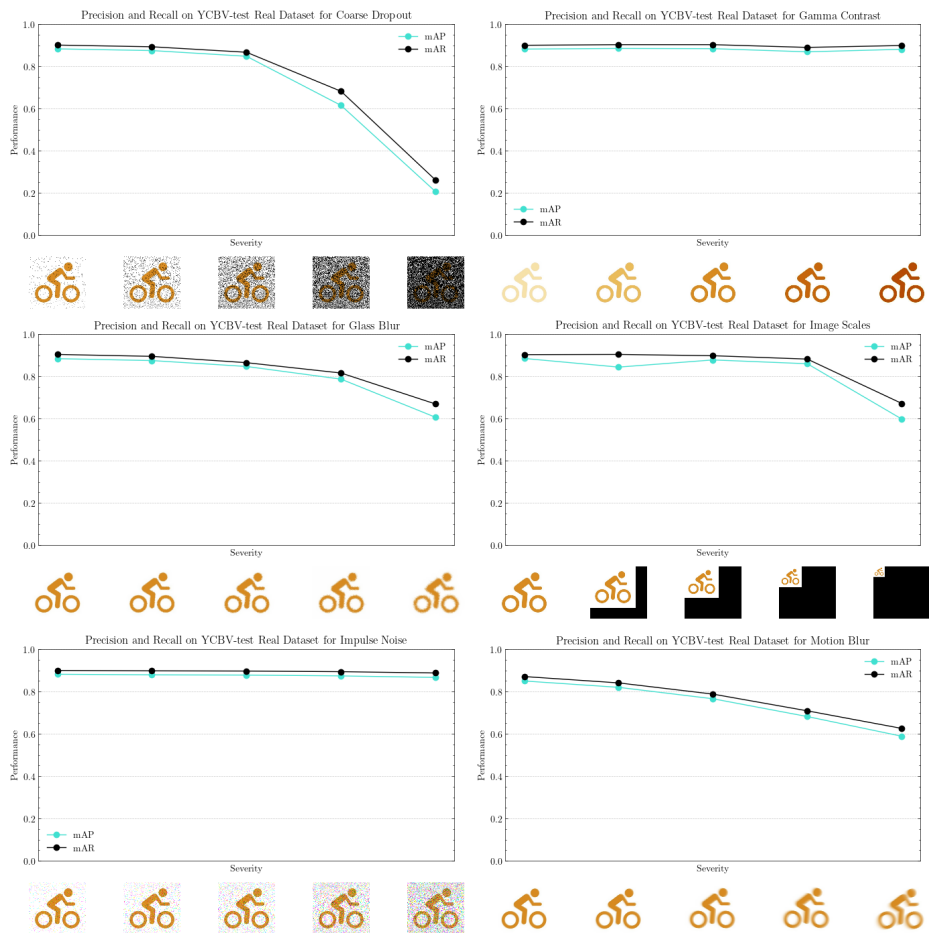 Precision and Recall on YCBV-test Real Dataset for Coarse Dropout
1.0
0.8
0.6
0.4
0.2
0.0
Performance
mAP
mAR
Severity
Precision and Recall on YCBV-test Real Dataset for Gamma Contrast
1.0
0.8
0.6
0.4
0.2
0.0
Performance
mAP
mAR
Severity
Precision and Recall on YCBV-test Real Dataset for Glass Blur
1.0
0.8
0.6
0.4
0.2
0.0
Performance
mAP
mAR
Severity
Precision and Recall on YCBV-test Real Dataset for Image Scales
1.0
0.8
0.6
0.4
0.2
0.0
Performance
mAP
mAR
Severity
Precision and Recall on YCBV-test Real Dataset for Impulse Noise
1.0
0.8
0.6
0.4
0.2
0.0
Performance
mAP
mAR
Severity
Precision and Recall on YCBV-test Real Dataset for Motion Blur
1.0
0.8
0.6
0.4
0.2
0.0
Performance
mAP
mAR
Severity